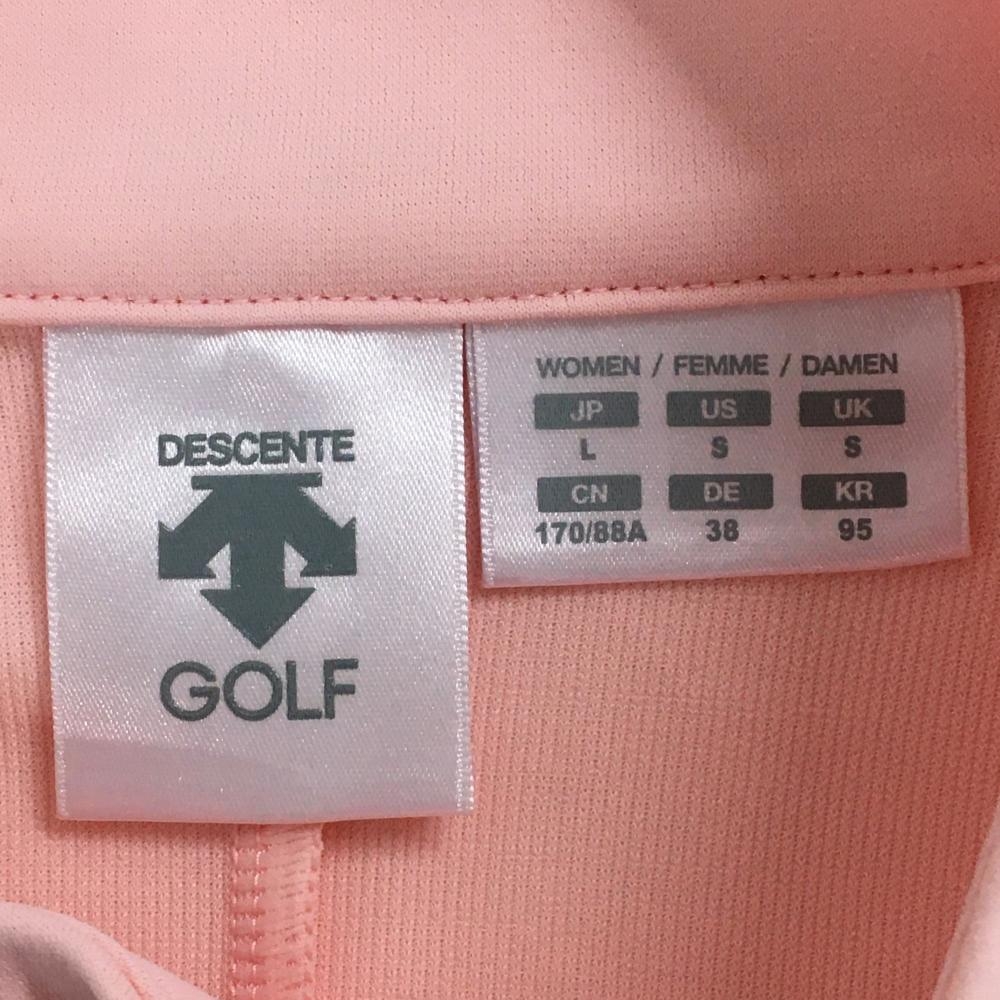 DESCENTE
GOLF
WOMEN / FEMME / DAMEN
JP US UK
L S S
CN DE KR
170/88A 38 95